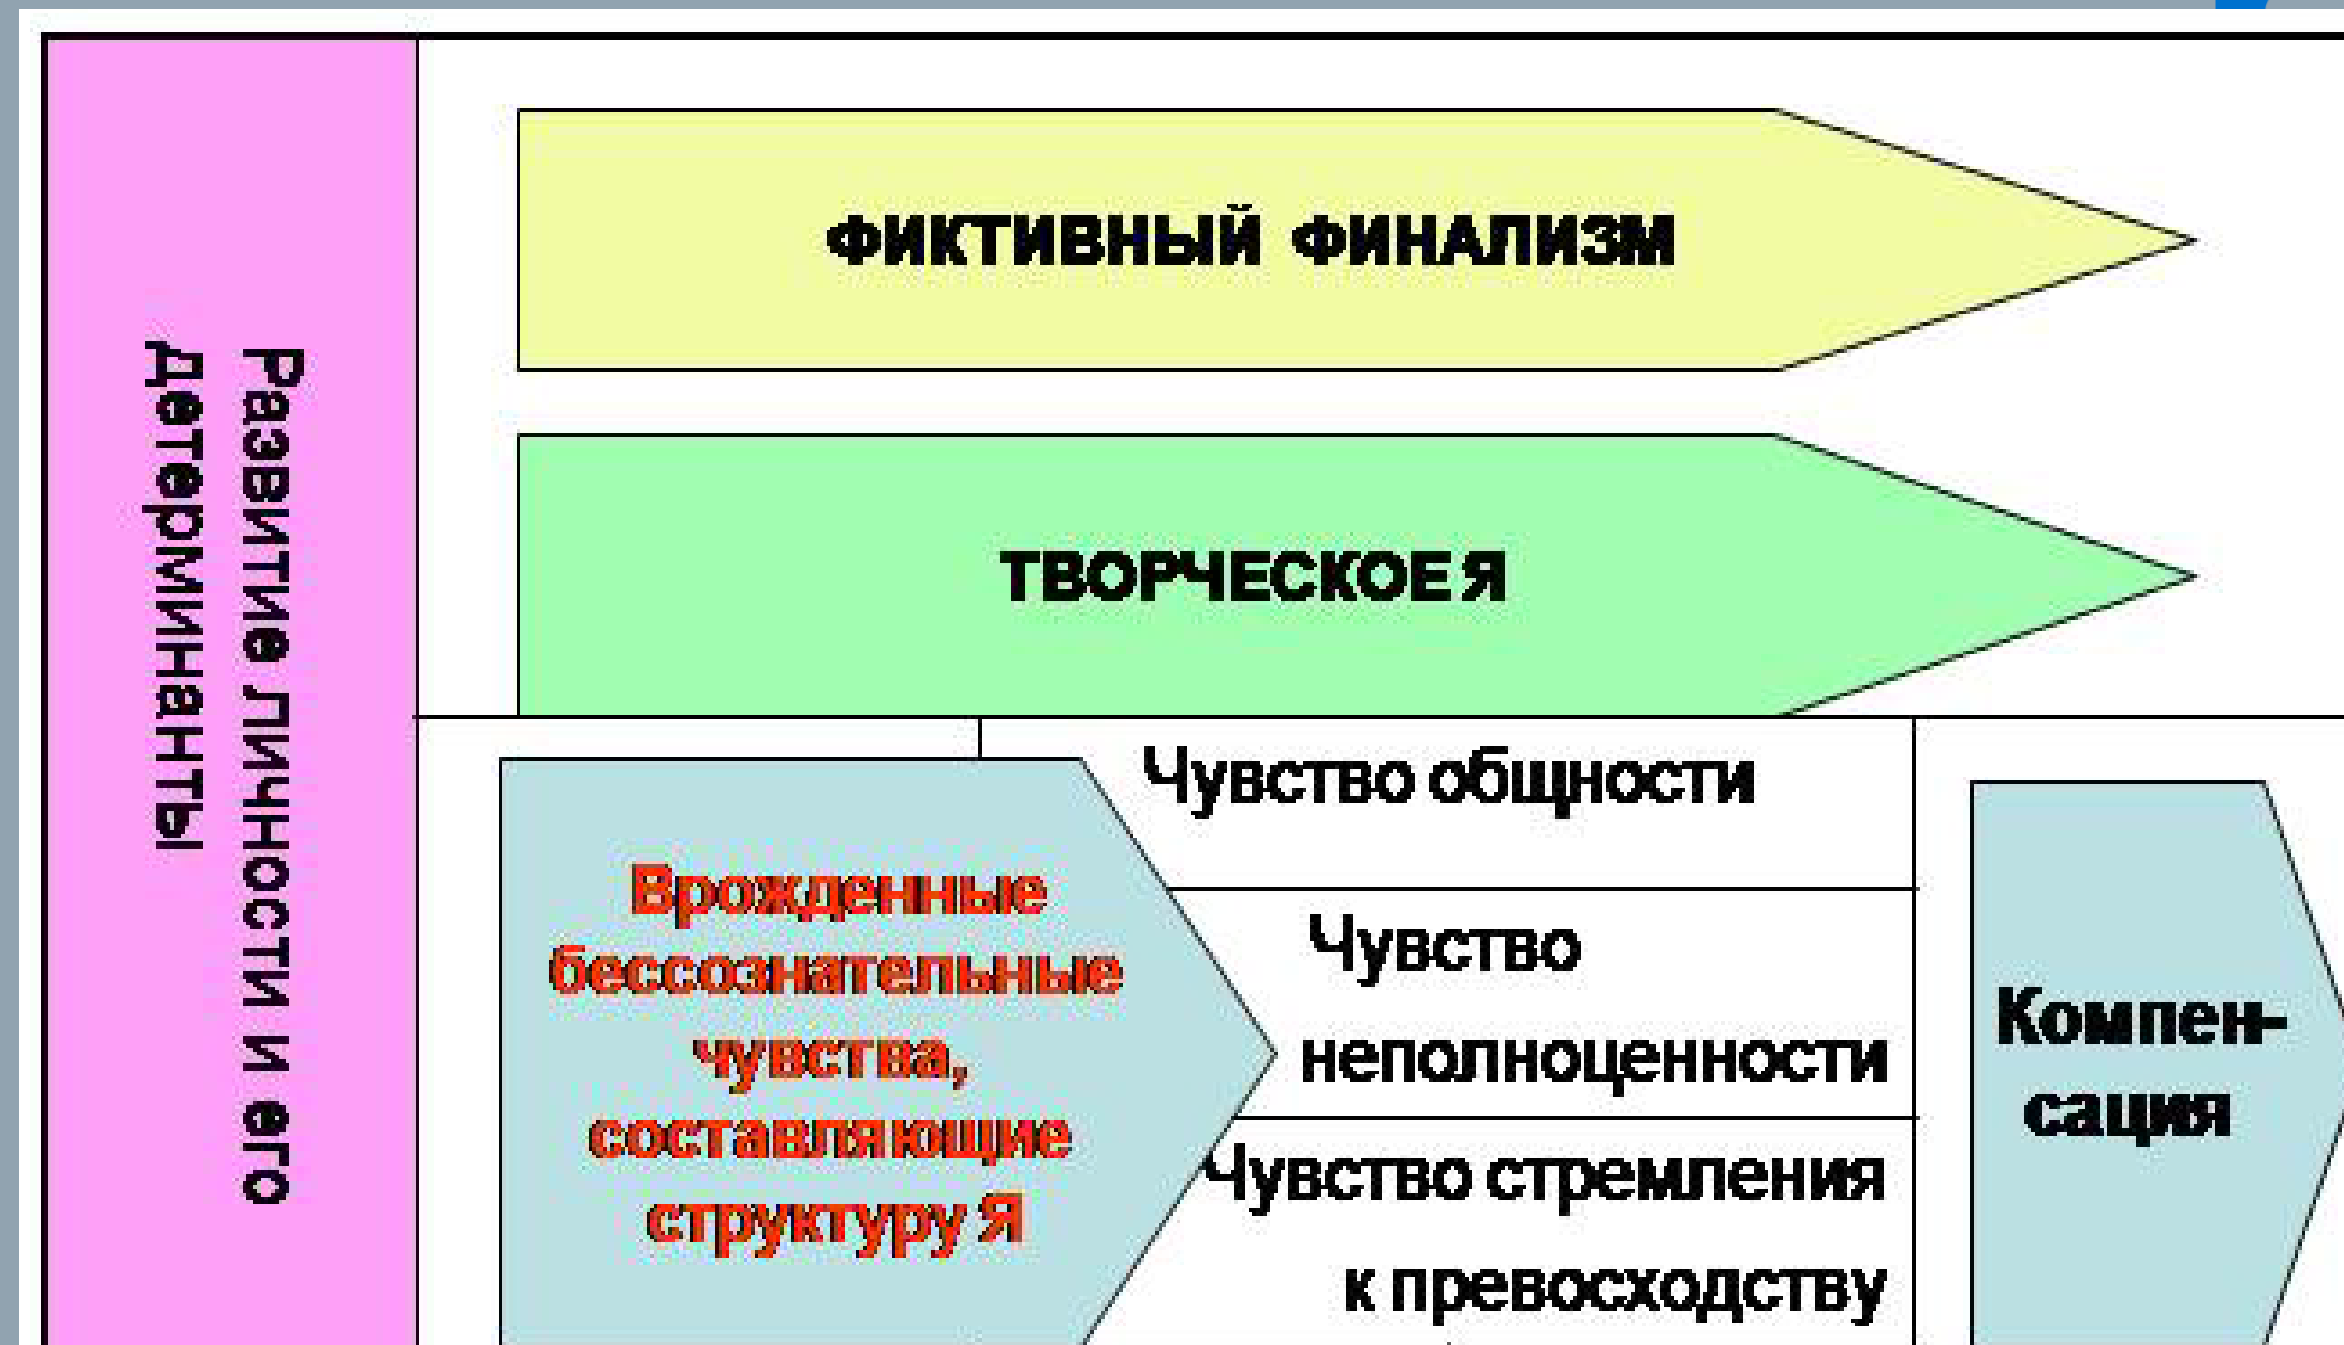 Развитие личности и его
детерминанты
ФИКТИВНЫЙ ФИНАЛИЗМ
ТВОРЧЕСКОЕ Я
Врожденные
бессознательные
чувства,
составляющие
структуру Я
Чувство общности
Чувство
неполноценности
Чувство стремления
к превосходству
Компен-
сация